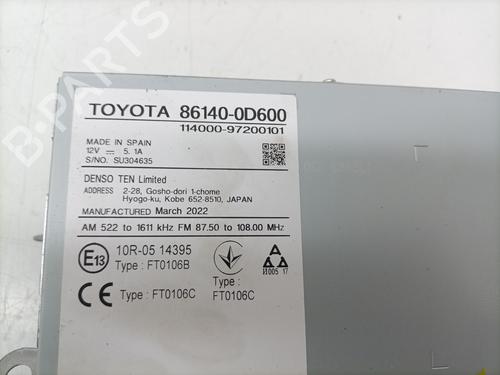 TOYOTA 86140-0D600
114000-97200101
MADE IN SPAIN
12V ⎓ 5.1A
S/NO. SU304635
DENSO TEN Limited
ADDRESS 2-28, Gosho-dori 1-chome
Hyogo-ku, Kobe 652-8510, JAPAN
MANUFACTURED March 2022
AM 522 to 1611 kHz FM 87.50 to 108.00 MHz
E13 10R-05 14395
Type : FT0106B
Type : FT0106C
CE Type : FT0106C
И005 17
B-PARTS